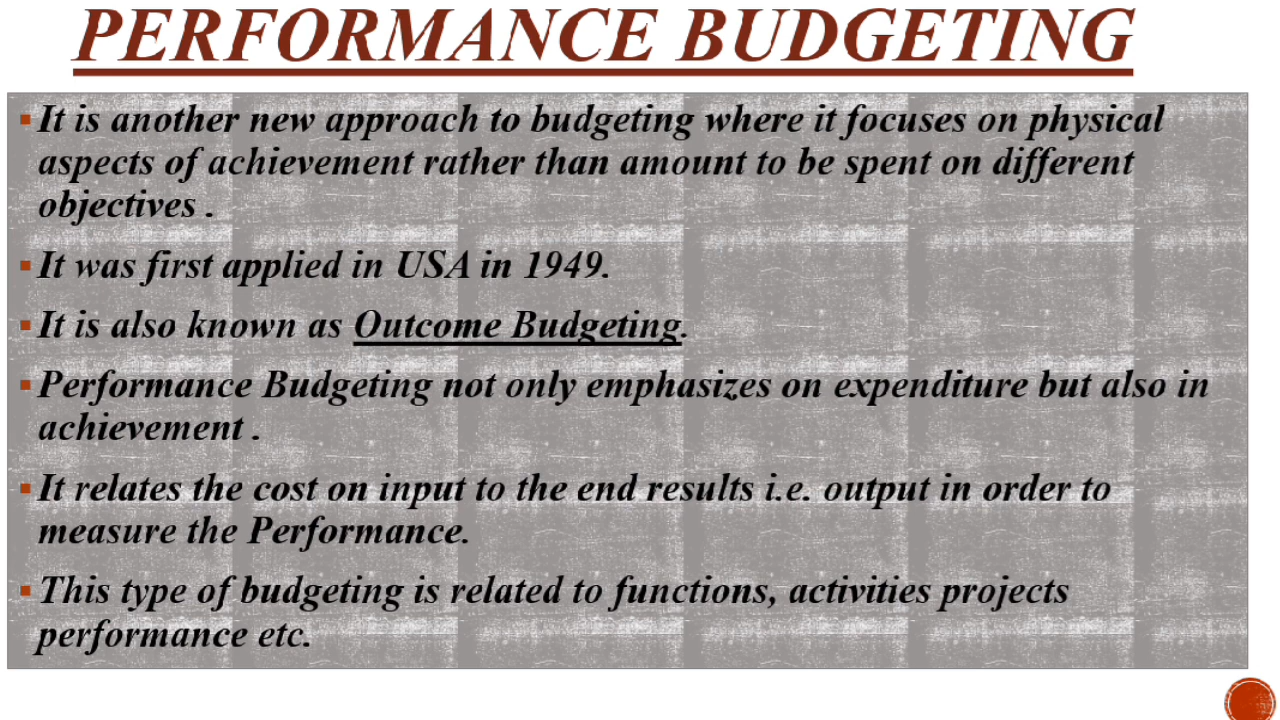 PERFORMANCE BUDGETING
▪It is another new approach to budgeting where it focuses on physical
aspects of achievement rather than amount to be spent on different
objectives .
▪It was first applied in USA in 1949.
▪It is also known as Outcome Budgeting.
▪Performance Budgeting not only emphasizes on expenditure but also in
achievement .
▪It relates the cost on input to the end results i.e. output in order to
measure the Performance.
▪This type of budgeting is related to functions, activities projects
performance etc.